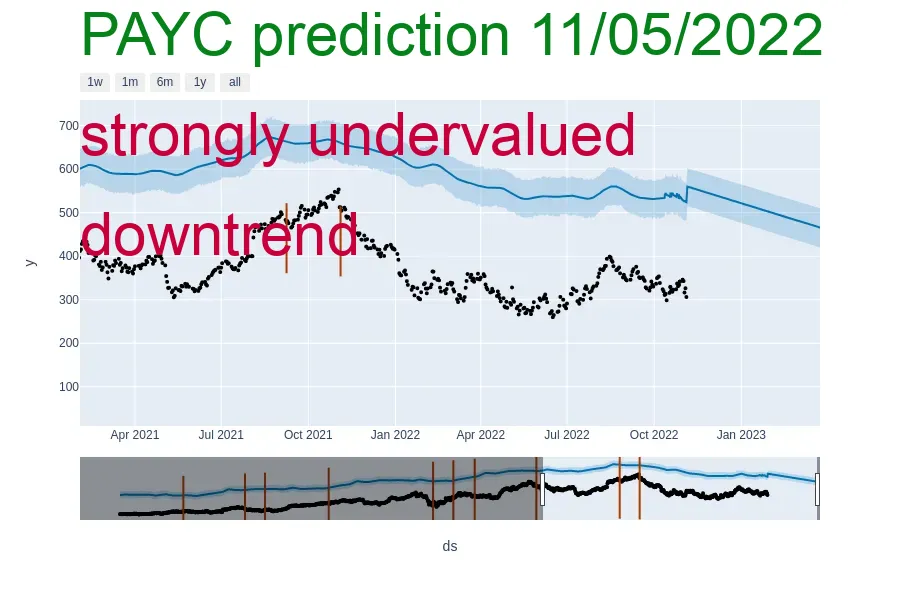 PAYC prediction 11/05/2022
1w 1m 6m 1y all
strongly undervalued
downtrend
700
600
500
400
300
200
100
y
Apr 2021 Jul 2021 Oct 2021 Jan 2022 Apr 2022 Jul 2022 Oct 2022 Jan 2023
ds